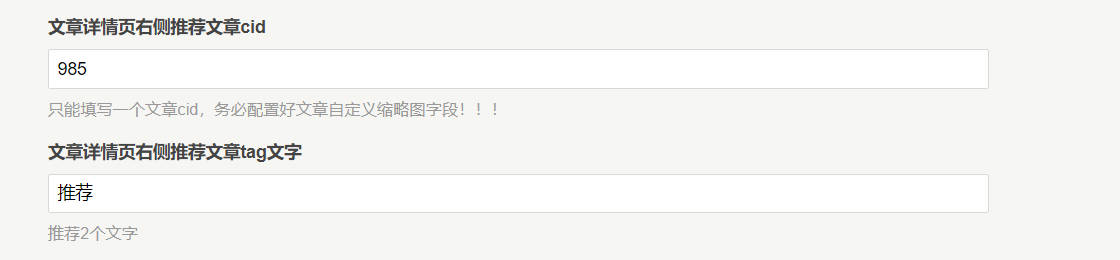 文章详情页右侧推荐文章cid
985
只能填写一个文章cid，务必配置好文章自定义缩略图字段！！！
文章详情页右侧推荐文章tag文字
推荐
推荐2个文字